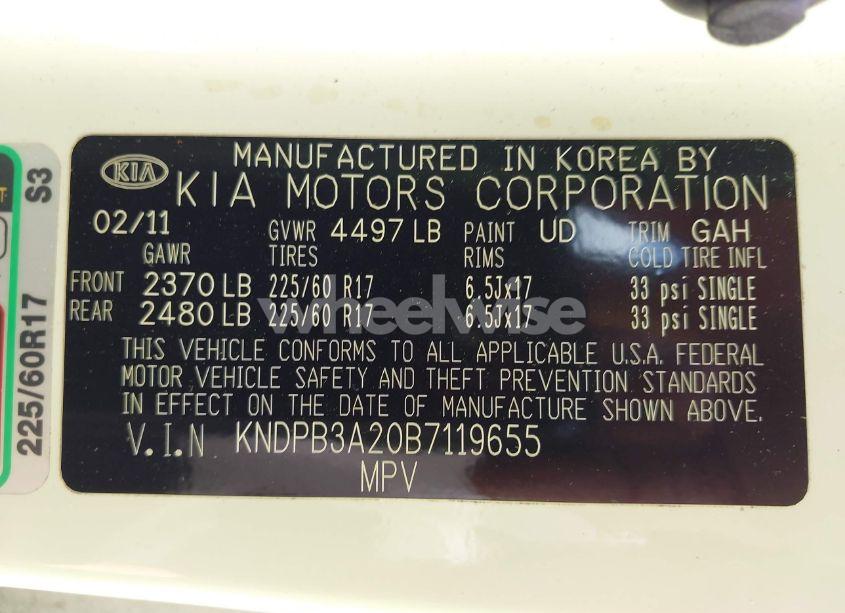 MANUFACTURED IN KOREA BY
KIA KIA MOTORS CORPORATION
02/11 GVWR 4497 LB PAINT UD TRIM GAH
GAWR TIRES RIMS COLD TIRE INFL
FRONT 2370 LB 225/60 R17 6.5Jx17 33 psi SINGLE
REAR 2480 LB 225/60 R17 6.5Jx17 33 psi SINGLE
wheelwise
THIS VEHICLE CONFORMS TO ALL APPLICABLE U.S.A. FEDERAL
MOTOR VEHICLE SAFETY AND THEFT PREVENTION STANDARDS
IN EFFECT ON THE DATE OF MANUFACTURE SHOWN ABOVE.
V.I.N KNDPB3A20B7119655
MPV
225/60R17 S3